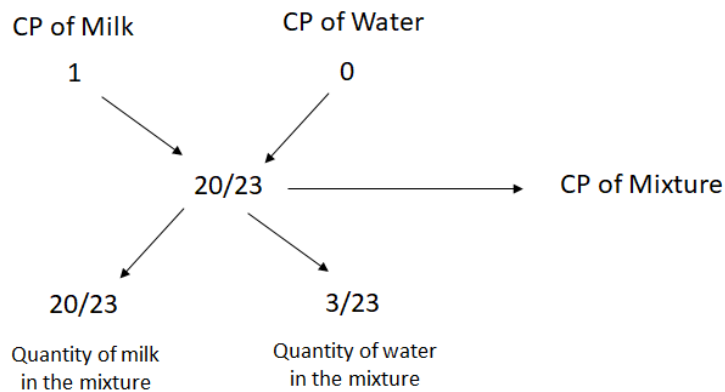 CP of Milk
CP of Water
1
0
20/23
CP of Mixture
20/23
3/23
Quantity of milk
in the mixture
Quantity of water
in the mixture